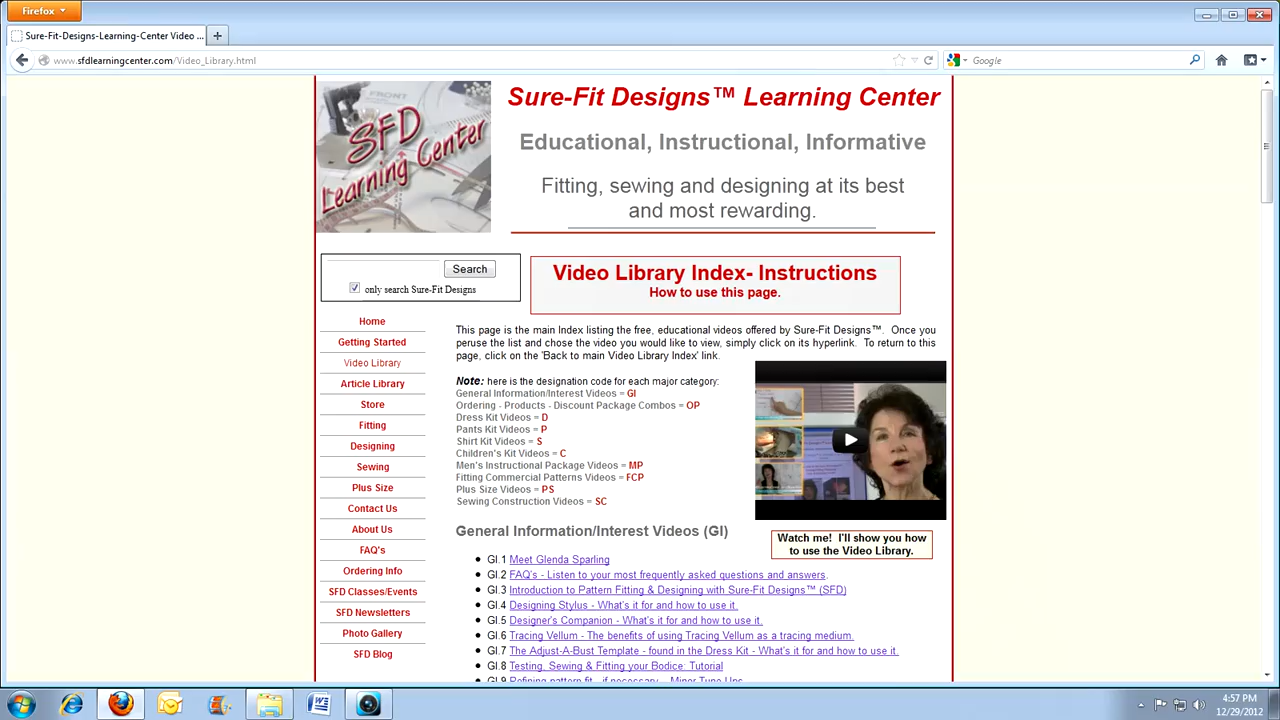 Firefox
Sure-Fit-Designs-Learning-Center Video ...
www.sfdlearningcenter.com/Video_Library.html
Google
FRONT
SFD
Learning Center
Sure-Fit Designs™ Learning Center
Educational, Instructional, Informative
Fitting, sewing and designing at its best
and most rewarding.
Search
only search Sure-Fit Designs
Video Library Index- Instructions
How to use this page.
Home
Getting Started
Video Library
Article Library
Store
Fitting
Designing
Sewing
Plus Size
Contact Us
About Us
FAQ's
Ordering Info
SFD Classes/Events
SFD Newsletters
Photo Gallery
SFD Blog
This page is the main Index listing the free, educational videos offered by Sure-Fit Designs™. Once you
peruse the list and chose the video you would like to view, simply click on its hyperlink. To return to this
page, click on the 'Back to main Video Library Index' link.
Note: here is the designation code for each major category:
General Information/Interest Videos = GI
Ordering - Products - Discount Package Combos = OP
Dress Kit Videos = D
Pants Kit Videos = P
Shirt Kit Videos = S
Children's Kit Videos = C
Men's Instructional Package Videos = MP
Fitting Commercial Patterns Videos = FCP
Plus Size Videos = PS
Sewing Construction Videos = SC
Watch me! I'll show you how
to use the Video Library.
General Information/Interest Videos (GI)
GI.1 Meet Glenda Sparling
GI.2 FAQ's - Listen to your most frequently asked questions and answers.
GI.3 Introduction to Pattern Fitting & Designing with Sure-Fit Designs™ (SFD)
GI.4 Designing Stylus - What's it for and how to use it.
GI.5 Designer's Companion - What's it for and how to use it.
GI.6 Tracing Vellum - The benefits of using Tracing Vellum as a tracing medium.
GI.7 The Adjust-A-Bust Template - found in the Dress Kit - What's it for and how to use it.
GI.8 Testing, Sewing & Fitting your Bodice: Tutorial
GI.9 Refining pattern fit - if necessary - Minor Tune Ups
4:57 PM
12/29/2012